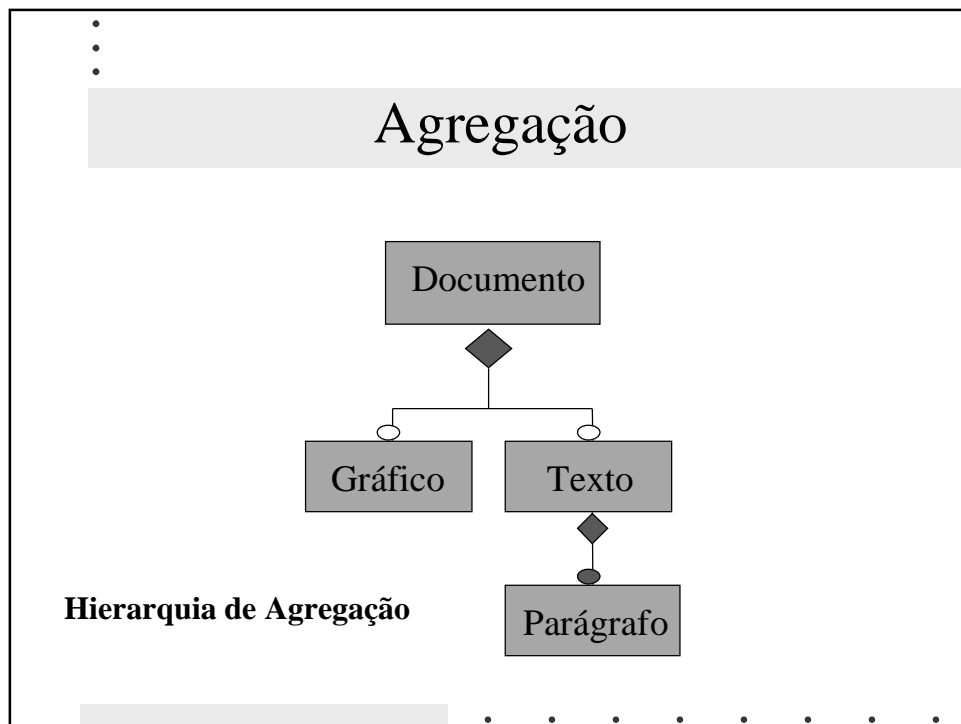 Agregação
Documento
Gráfico
Texto
Hierarquia de Agregação
Parágrafo